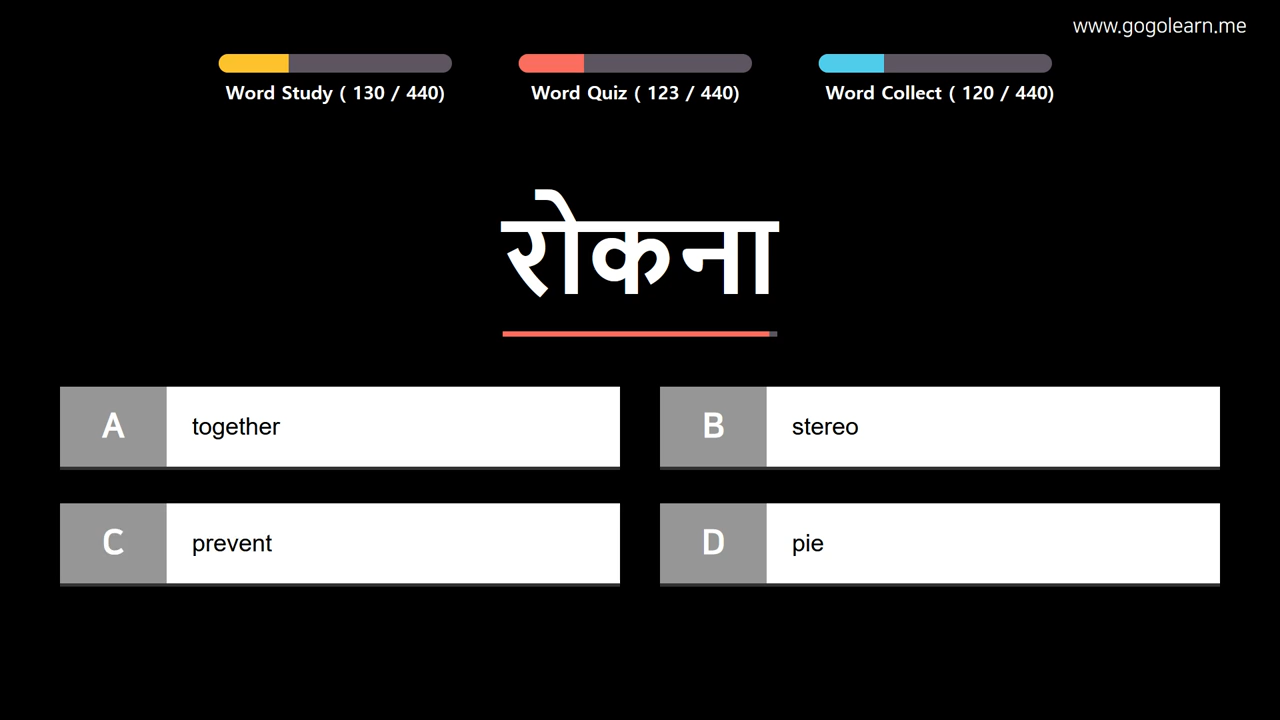 www.gogolearn.me
Word Study ( 130 / 440)
Word Quiz ( 123 / 440)
Word Collect ( 120 / 440)
रोकना
A together
B stereo
C prevent
D pie